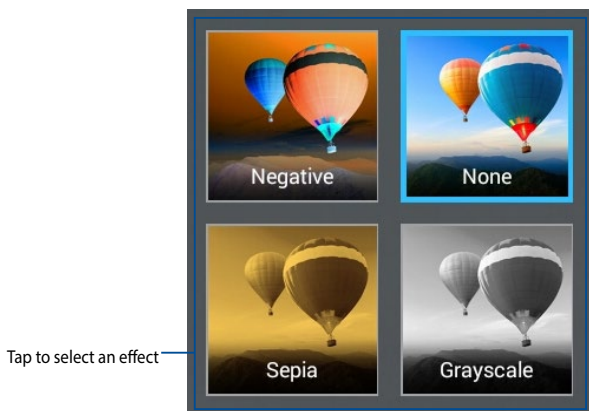 Negative
None
Tap to select an effect
Sepia
Grayscale